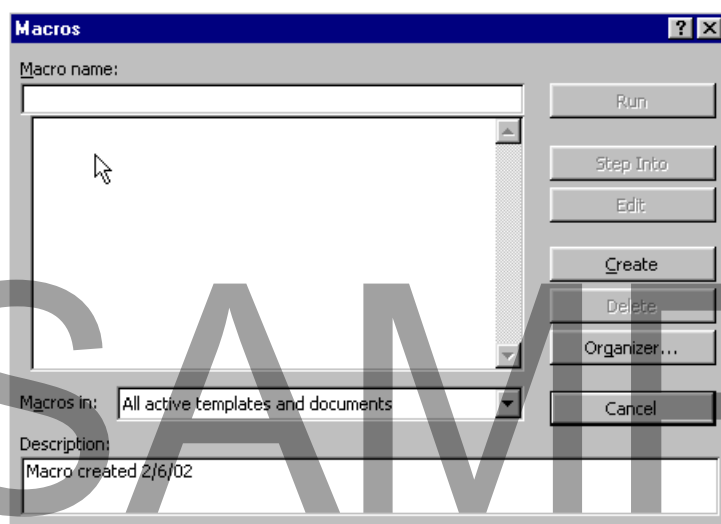 Macros
Macro name:
Run
Step Into
Edit
Create
Delete
Organizer...
Macros in: All active templates and documents
Cancel
Description:
Macro created 2/6/02